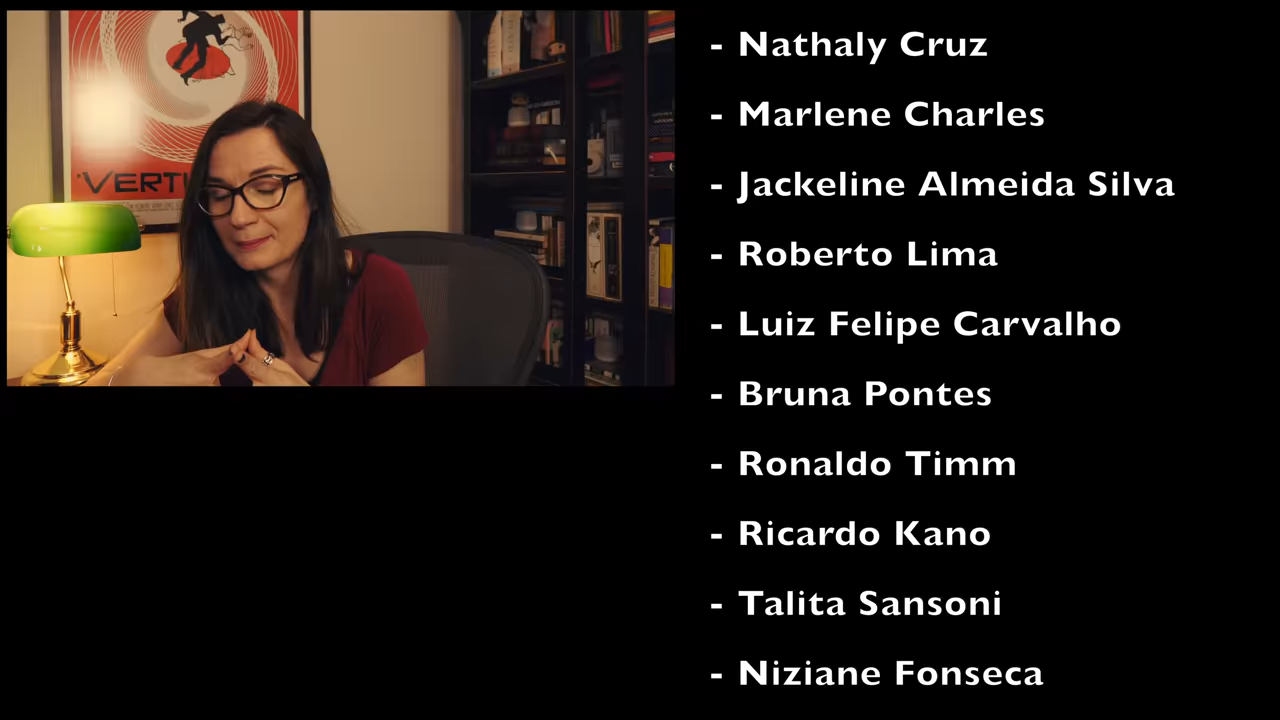 "VERTI
- Nathaly Cruz
- Marlene Charles
- Jackeline Almeida Silva
- Roberto Lima
- Luiz Felipe Carvalho
- Bruna Pontes
- Ronaldo Timm
- Ricardo Kano
- Talita Sansoni
- Niziane Fonseca